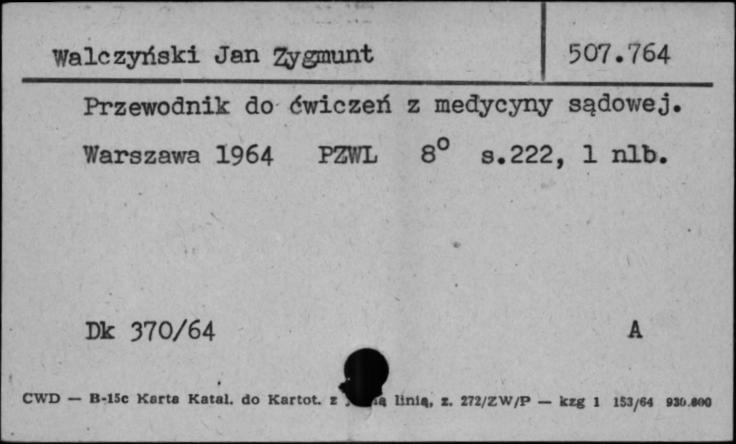 Walczyński Jan Zygmunt 507.764
Przewodnik do ćwiczeń z medycyny sądowej.
Warszawa 1964 PZWL 8° s.222, 1 nlb.
Dk 370/64 A
CWD — B-15c Karta Katal. do Kartot. z linią, z. 272/ZW/P — kzg 1 153/64 930.800